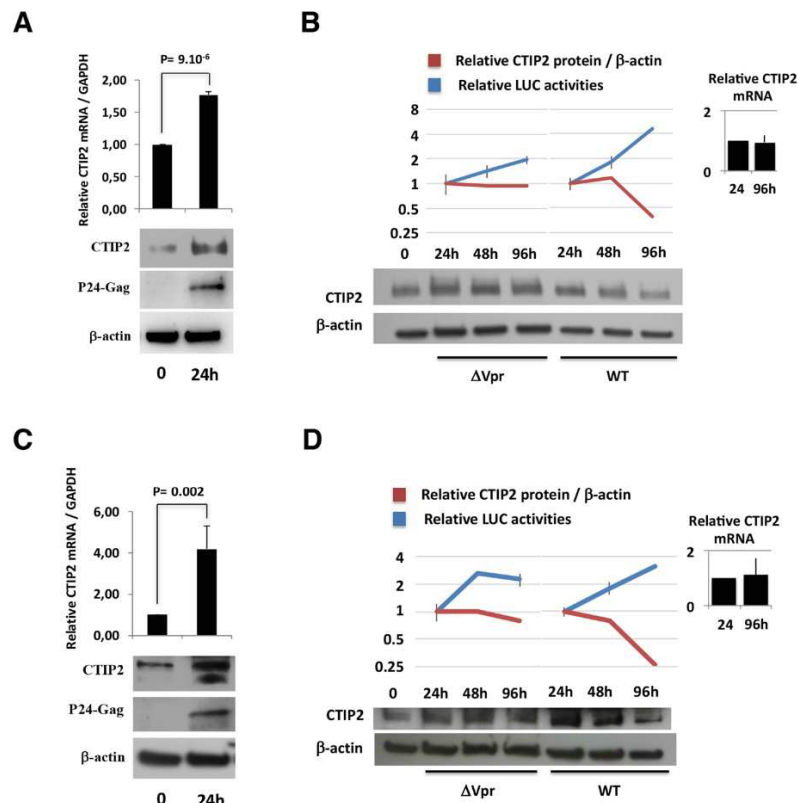 A
P= 9.10-6
Relative CTIP2 mRNA / GAPDH
2,00
1,50
1,00
0,50
0,00
CTIP2
P24-Gag
β-actin
0 24h
B
Relative CTIP2 protein / β-actin
Relative LUC activities
8
4
2
1
0.5
0.25
0 24h 48h 96h 24h 48h 96h
CTIP2
β-actin
ΔVpr WT
Relative CTIP2
mRNA
2
0
24 96h
C
P= 0.002
Relative CTIP2 mRNA / GAPDH
6,00
4,00
2,00
0,00
CTIP2
P24-Gag
β-actin
0 24h
D
Relative CTIP2 protein / β-actin
Relative LUC activities
4
2
1
0.5
0.25
0 24h 48h 96h 24h 48h 96h
CTIP2
β-actin
ΔVpr WT
Relative CTIP2
mRNA
2
0
24 96h